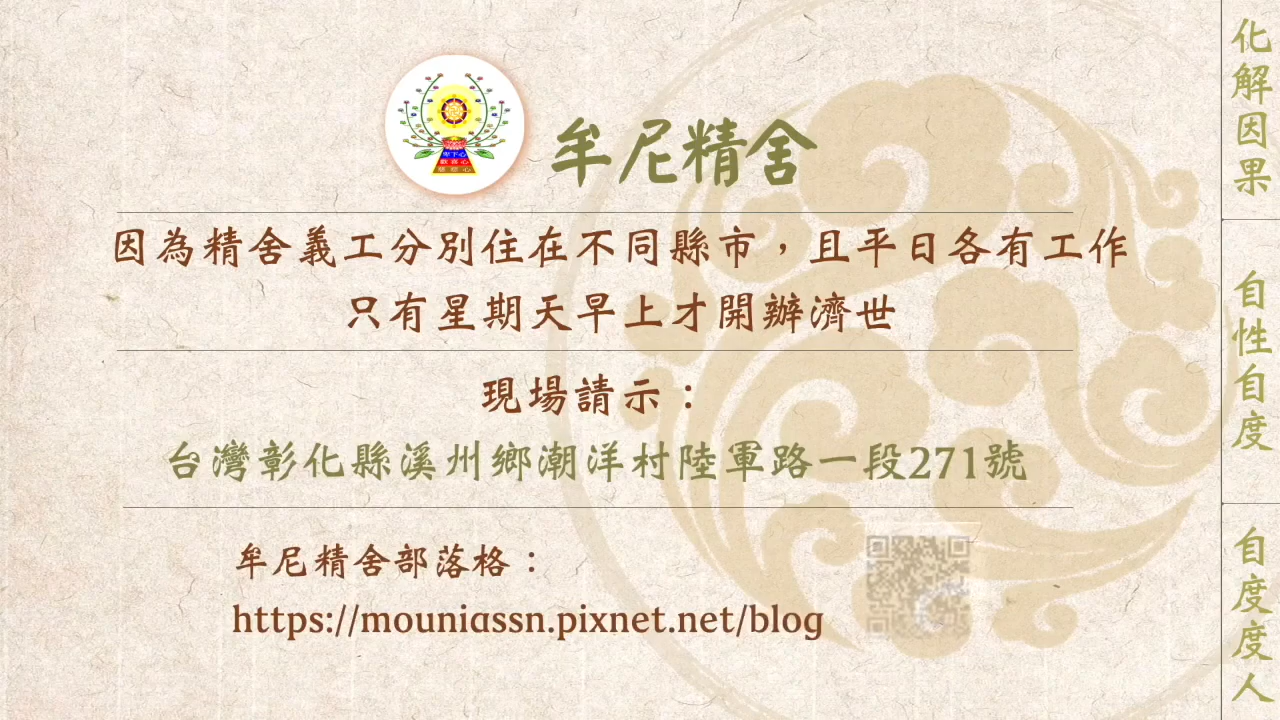 牟尼精舍
因為精舍義工分別住在不同縣市，且平日各有工作
只有星期天早上才開辦濟世
現場請示：
台灣彰化縣溪州鄉潮洋村陸軍路一段271號
牟尼精舍部落格：
https://mouniassn.pixnet.net/blog
化解因果
自性自度
自度度人